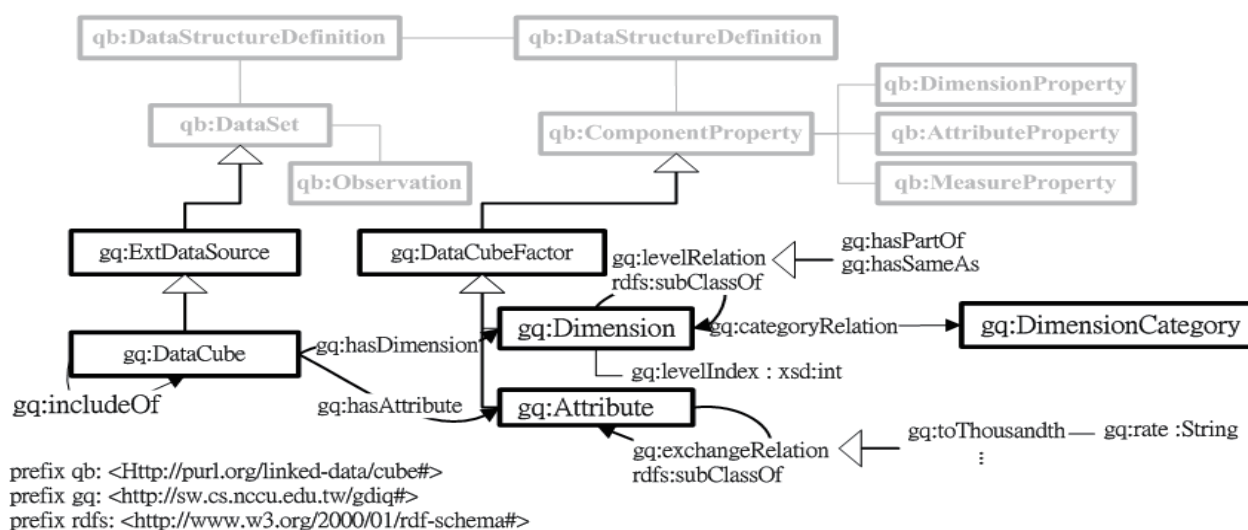 qb:DataStructureDefinition
qb:DataStructureDefinition
qb:DimensionProperty
qb:DataSet
qb:ComponentProperty
qb:AttributeProperty
qb:Observation
qb:MeasureProperty
gq:ExtDataSource
gq:DataCubeFactor
gq:levelRelation
rdfs:subClassOf
gq:hasPartOf
gq:hasSameAs
gq:Dimension
gq:categoryRelation
gq:DimensionCategory
gq:DataCube
gq:hasDimension
gq:levelIndex : xsd:int
gq:includeOf
gq:hasAttribute
gq:Attribute
gq:exchangeRelation
rdfs:subClassOf
gq:toThousandth
gq:rate :String
⋮
prefix qb: <Http://purl.org/linked-data/cube#>
prefix gq: <http://sw.cs.nccu.edu.tw/gdiq#>
prefix rdfs: <http://www.w3.org/2000/01/rdf-schema#>